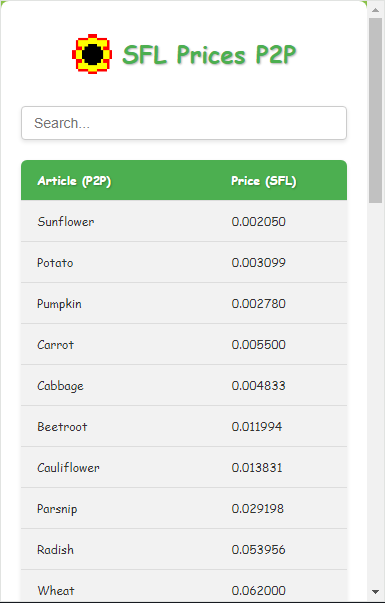 SFL Prices P2P
Search...
Article (P2P) Price (SFL)
Sunflower 0.002050
Potato 0.003099
Pumpkin 0.002780
Carrot 0.005500
Cabbage 0.004833
Beetroot 0.011994
Cauliflower 0.013831
Parsnip 0.029198
Radish 0.053956
Wheat 0.062000